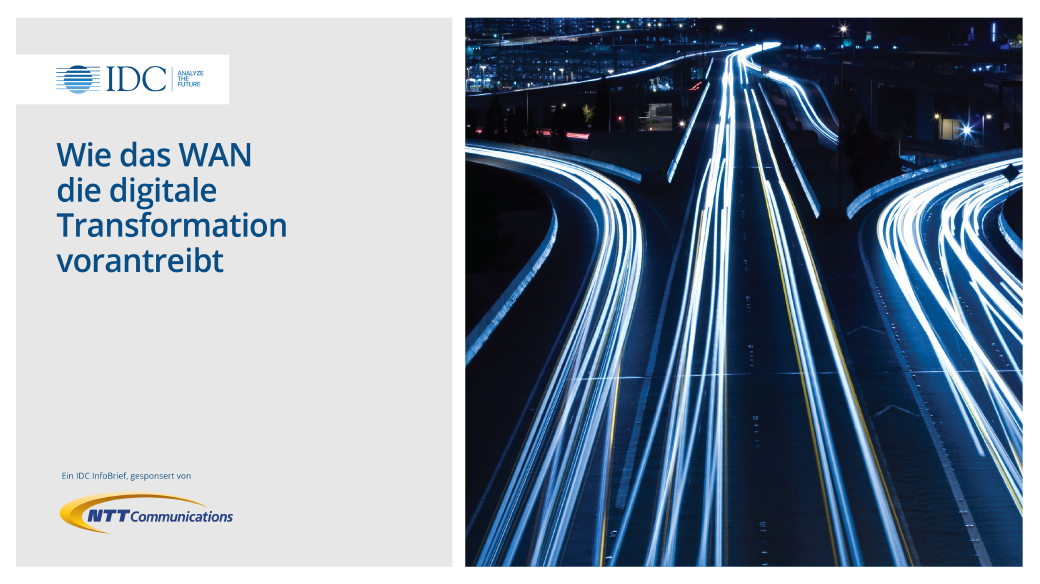 IDC
ANALYZE
THE
FUTURE
Wie das WAN
die digitale
Transformation
vorantreibt
Ein IDC InfoBrief, gesponsert von
NTT Communications